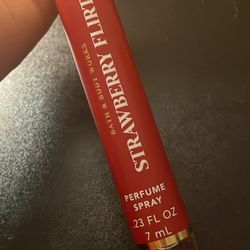 STRAWBERRY FLIRT
BATH & BODY WORKS
PERFUME
SPRAY
.23 FL OZ
7 mL